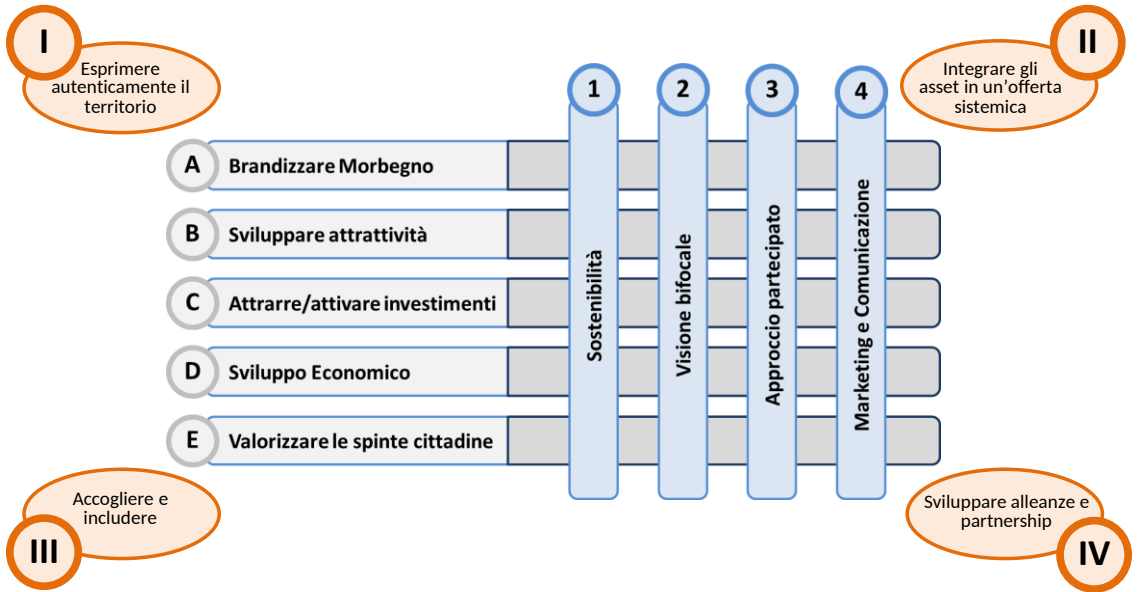 I
Esprimere
autenticamente il
territorio
II
Integrare gli
asset in un'offerta
sistemica
1
2
3
4
A
Brandizzare Morbegno
B
Sviluppare attrattività
C
Attrarre/attivare investimenti
D
Sviluppo Economico
E
Valorizzare le spinte cittadine
Sostenibilità
Visione bifocale
Approccio partecipato
Marketing e Comunicazione
Accogliere e
includere
III
Sviluppare alleanze e
partnership
IV